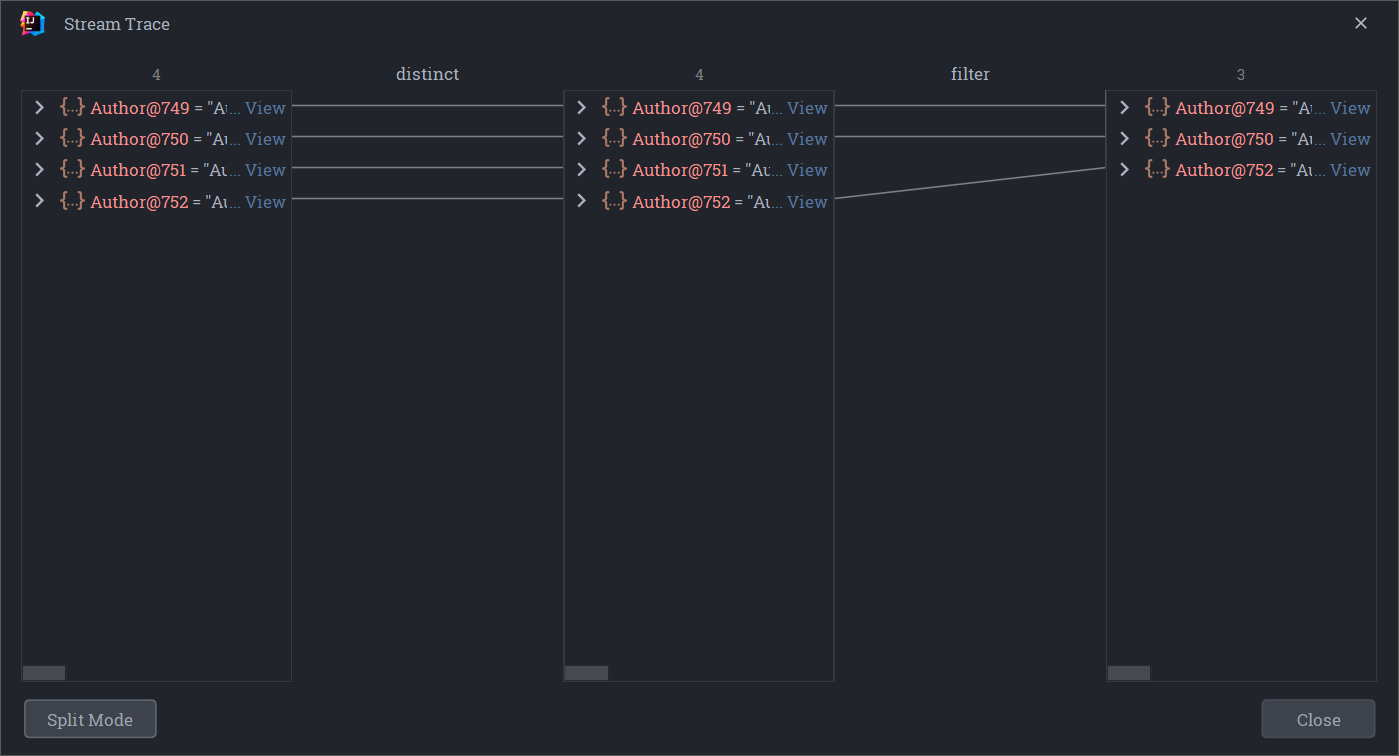 Stream Trace
4 distinct 4 filter 3
{...} Author@749 = "Au... View {...} Author@749 = "Au... View {...} Author@749 = "Au... View
{...} Author@750 = "Au... View {...} Author@750 = "Au... View {...} Author@750 = "Au... View
{...} Author@751 = "Au... View {...} Author@751 = "Au... View {...} Author@752 = "Au... View
{...} Author@752 = "Au... View {...} Author@752 = "Au... View
Split Mode Close